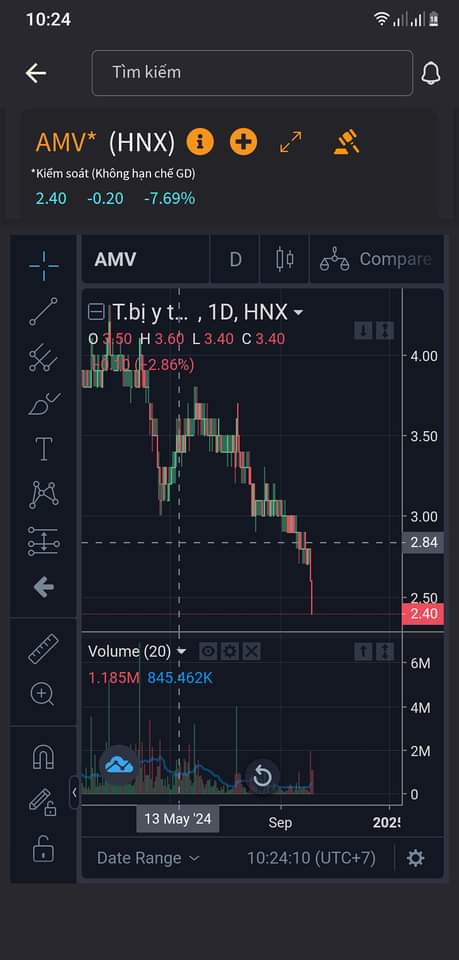 10:24
Tìm kiếm
AMV* (HNX)
*Kiểm soát (Không hạn chế GD)
2.40 -0.20 -7.69%
AMV D Compare
T.bị y t... , 1D, HNX
O 3.50 H 3.60 L 3.40 C 3.40
-0.10 (-2.86%)
4.00
3.50
3.00
2.84
2.50
2.40
Volume (20)
1.185M 845.462K
6M
4M
2M
0
13 May '24 Sep 2025
Date Range 10:24:10 (UTC+7)